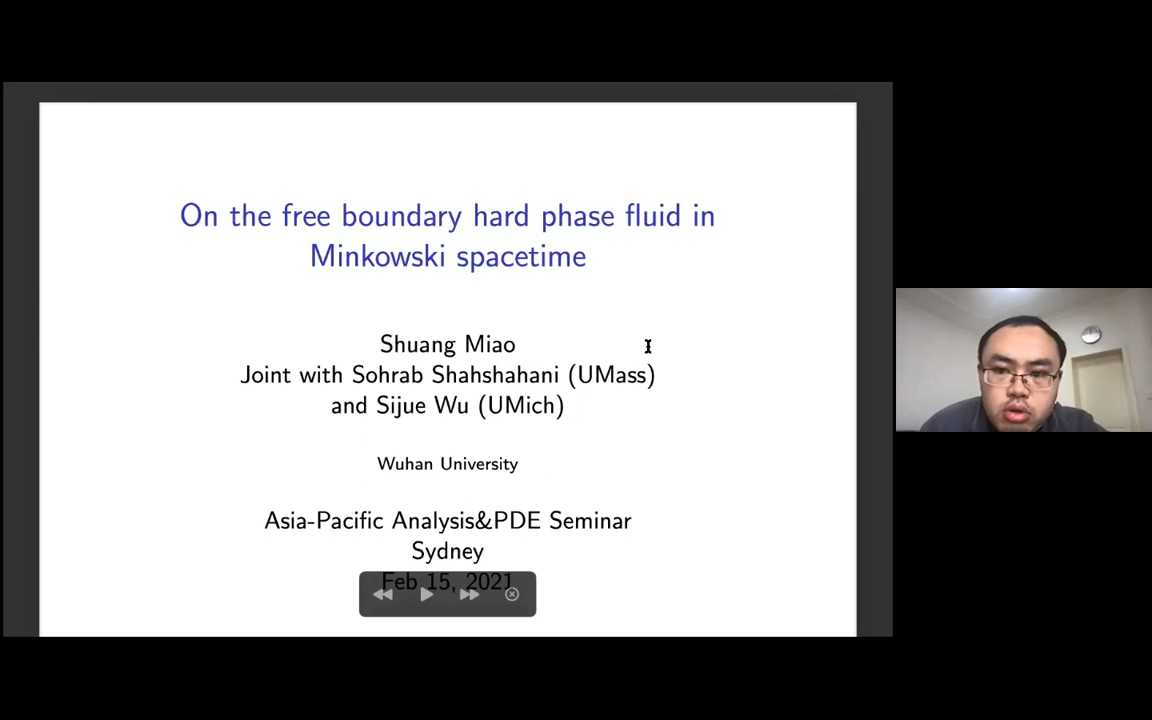 On the free boundary hard phase fluid in
Minkowski spacetime
Shuang Miao
Joint with Sohrab Shahshahani (UMass)
and Sijue Wu (UMich)
Wuhan University
Asia-Pacific Analysis&PDE Seminar
Sydney
Feb 15, 2021